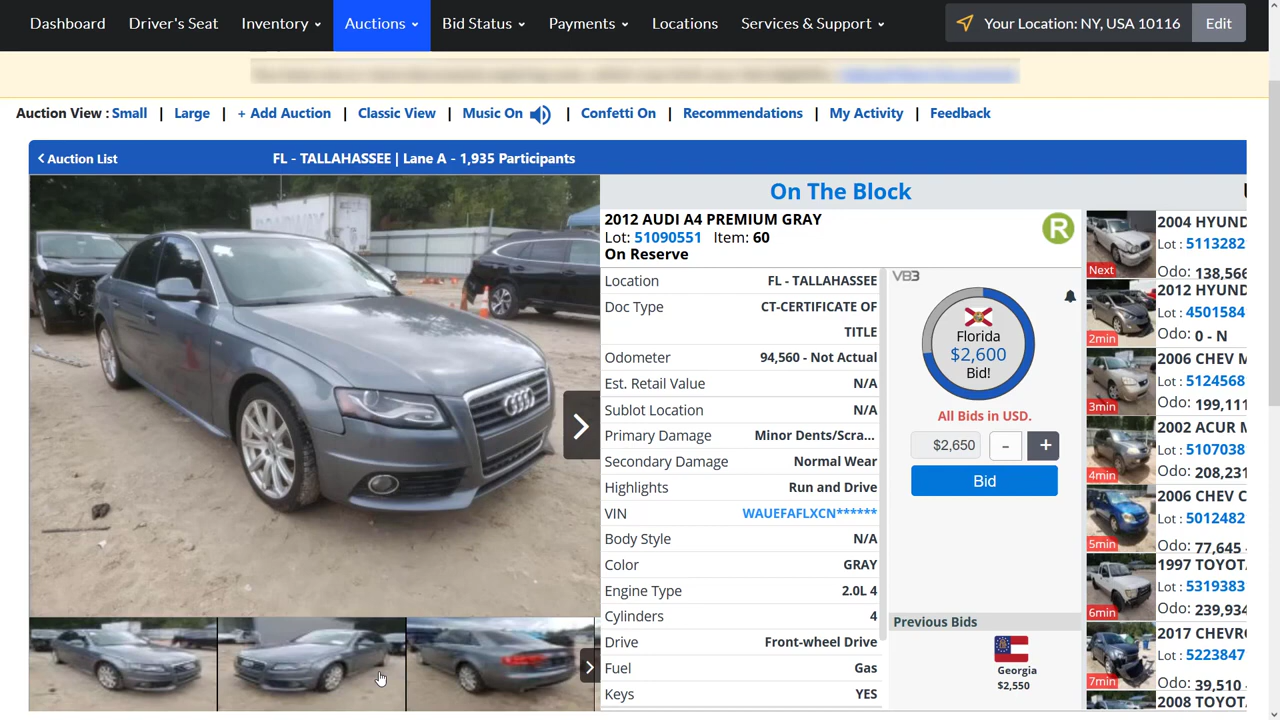 Dashboard Driver's Seat Inventory Auctions Bid Status Payments Locations Services & Support Your Location: NY, USA 10116 Edit
Auction View : Small | Large | + Add Auction | Classic View | Music On | Confetti On | Recommendations | My Activity | Feedback
Auction List FL - TALLAHASSEE | Lane A - 1,935 Participants
On The Block
2012 AUDI A4 PREMIUM GRAY
Lot: 51090551 Item: 60
On Reserve
R
Location FL - TALLAHASSEE
Doc Type CT-CERTIFICATE OF
TITLE
Odometer 94,560 - Not Actual
Est. Retail Value N/A
Sublot Location N/A
Primary Damage Minor Dents/Scra...
Secondary Damage Normal Wear
Highlights Run and Drive
VIN WAUEFAFLXCN******
Body Style N/A
Color GRAY
Engine Type 2.0L 4
Cylinders 4
Drive Front-wheel Drive
Fuel Gas
Keys YES
VB3
Florida
$2,600
Bid!
All Bids in USD.
$2,650 - +
Bid
Previous Bids
Georgia
$2,550
2004 HYUND
Lot : 5113282
Next Odo: 138,566
2012 HYUND
Lot : 4501584
2min Odo: 0 - N
2006 CHEV M
Lot : 5124568
3min Odo: 199,111
2002 ACUR M
Lot : 5107038
4min Odo: 208,231
2006 CHEV C
Lot : 5012482
5min Odo: 77,645
1997 TOYOT
Lot : 5319383
6min Odo: 239,934
2017 CHEVR
Lot : 5223847
7min Odo: 39,510
2008 TOYOT